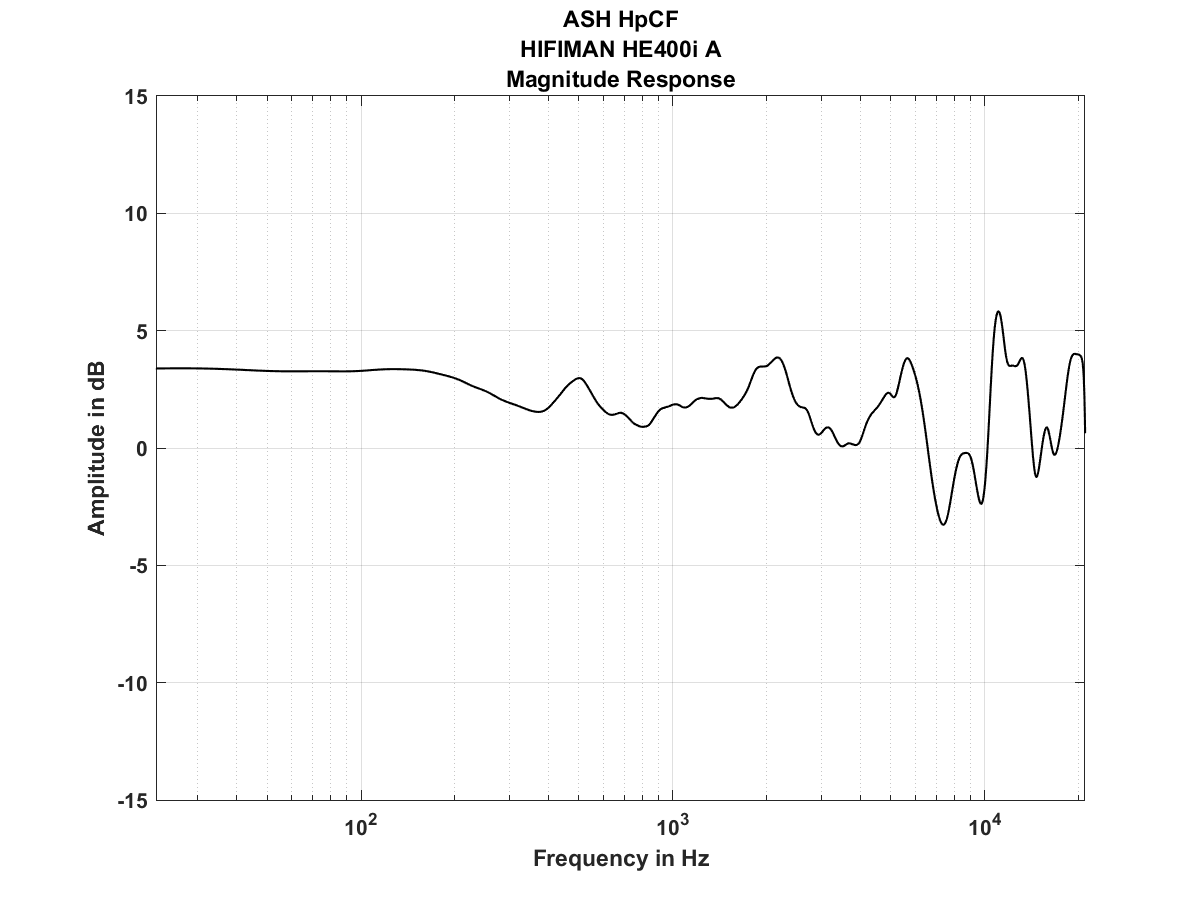 ASH HpCF
HIFIMAN HE400i A
Magnitude Response
15
10
5
0
-5
-10
-15
Amplitude in dB
10²
10³
10⁴
Frequency in Hz